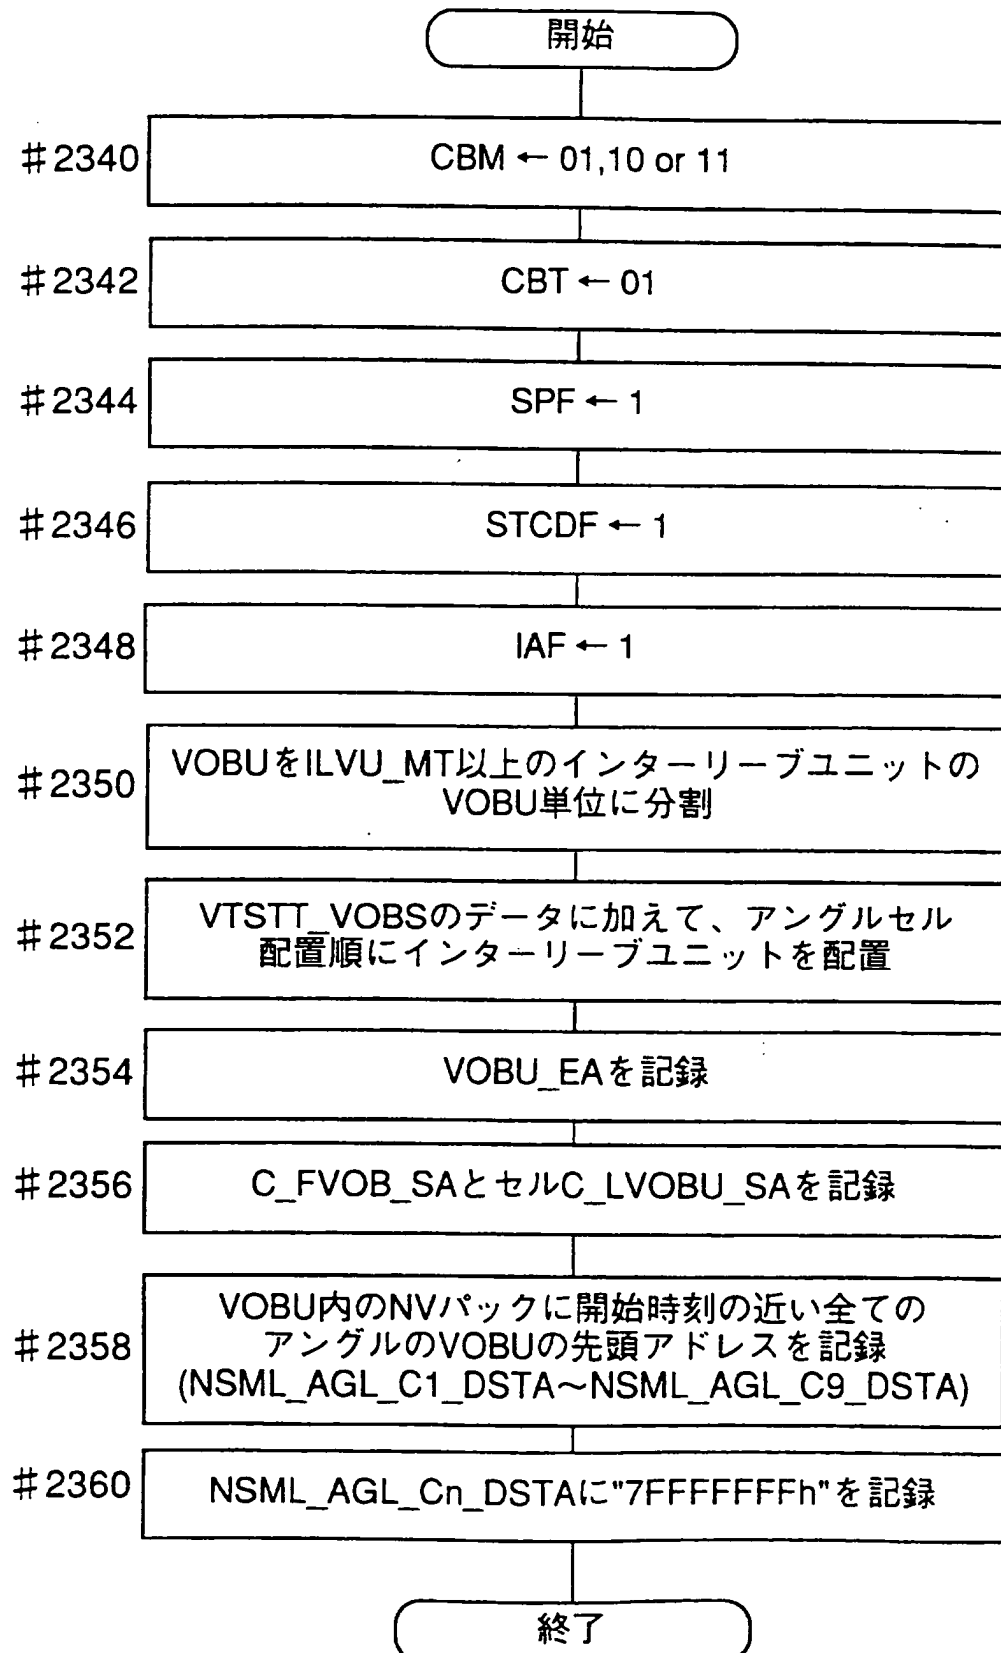 開始
#2340
CBM ← 01,10 or 11
#2342
CBT ← 01
#2344
SPF ← 1
#2346
STCDF ← 1
#2348
IAF ← 1
#2350
VOBUをILVU_MT以上のインターリーブユニットの
VOBU単位に分割
#2352
VTSTT_VOBSのデータに加えて、アングルセル
配置順にインターリーブユニットを配置
#2354
VOBU_EAを記録
#2356
C_FVOB_SAとセルC_LVOBU_SAを記録
#2358
VOBU内のNVパックに開始時刻の近い全ての
アングルのVOBUの先頭アドレスを記録
(NSML_AGL_C1_DSTA～NSML_AGL_C9_DSTA)
#2360
NSML_AGL_Cn_DSTAに"7FFFFFFFh"を記録
終了